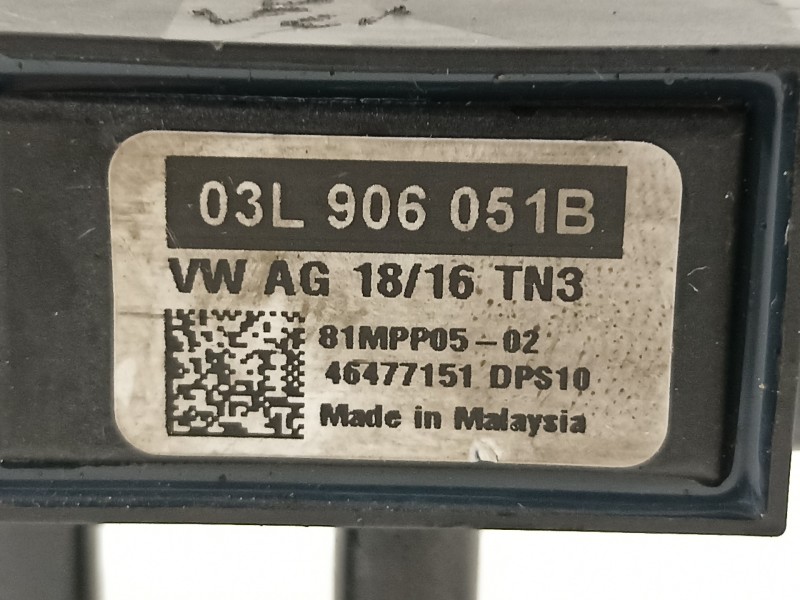 03L 906 051B
VW AG 18/16 TN3
81MPP05-02
46477151 DPS10
Made in Malaysia